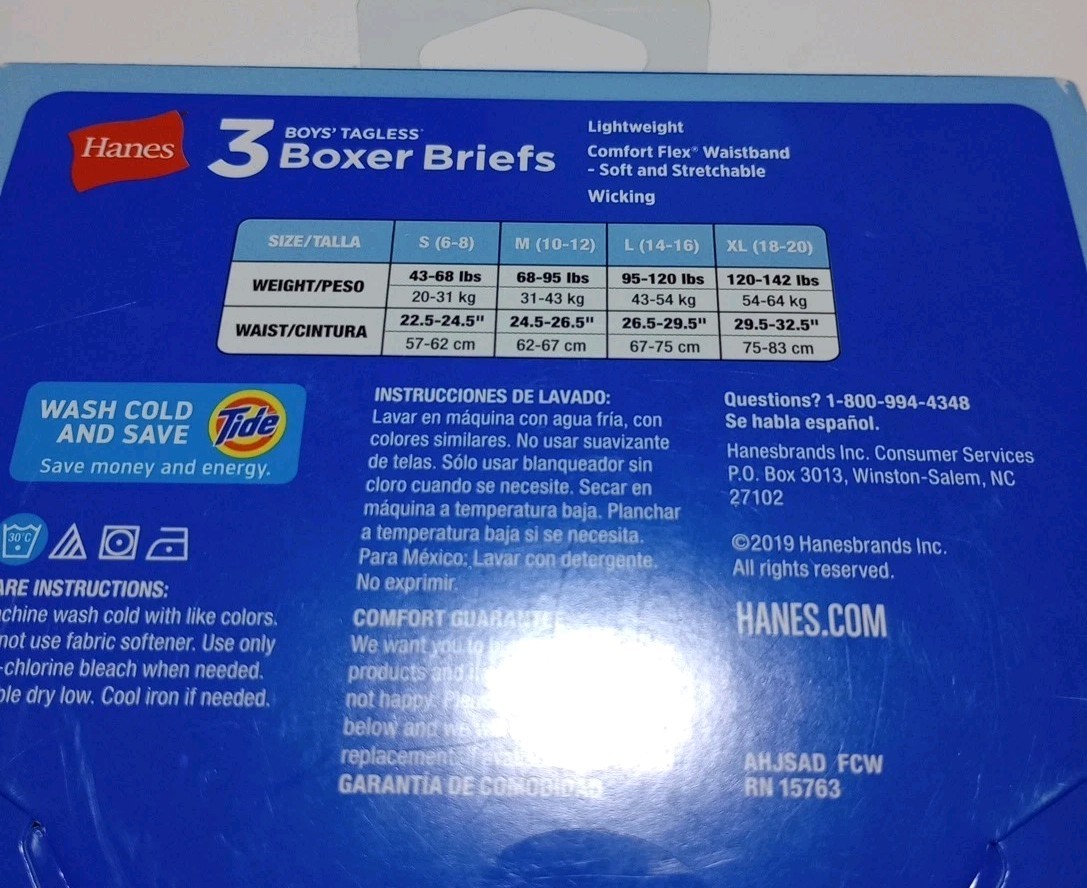 Hanes
3 BOYS' TAGLESS
Boxer Briefs
Lightweight
Comfort Flex® Waistband
- Soft and Stretchable
Wicking
SIZE/TALLA S (6-8) M (10-12) L (14-16) XL (18-20)
WEIGHT/PESO 43-68 lbs 68-95 lbs 95-120 lbs 120-142 lbs
20-31 kg 31-43 kg 43-54 kg 54-64 kg
WAIST/CINTURA 22.5-24.5" 24.5-26.5" 26.5-29.5" 29.5-32.5"
57-62 cm 62-67 cm 67-75 cm 75-83 cm
WASH COLD
AND SAVE
Tide
Save money and energy.
30°C
ARE INSTRUCTIONS:
chine wash cold with like colors.
not use fabric softener. Use only
-chlorine bleach when needed.
ble dry low. Cool iron if needed.
INSTRUCCIONES DE LAVADO:
Lavar en máquina con agua fría, con
colores similares. No usar suavizante
de telas. Sólo usar blanqueador sin
cloro cuando se necesite. Secar en
máquina a temperatura baja. Planchar
a temperatura baja si se necesita.
Para México: Lavar con detergente.
No exprimir.
COMFORT GUARANTEE
We want you to
products and
not happy.
below and we
replacement
GARANTÍA DE COMODIDAD
Questions? 1-800-994-4348
Se habla español.
Hanesbrands Inc. Consumer Services
P.O. Box 3013, Winston-Salem, NC
27102
©2019 Hanesbrands Inc.
All rights reserved.
HANES.COM
AHJSAD FCW
RN 15763